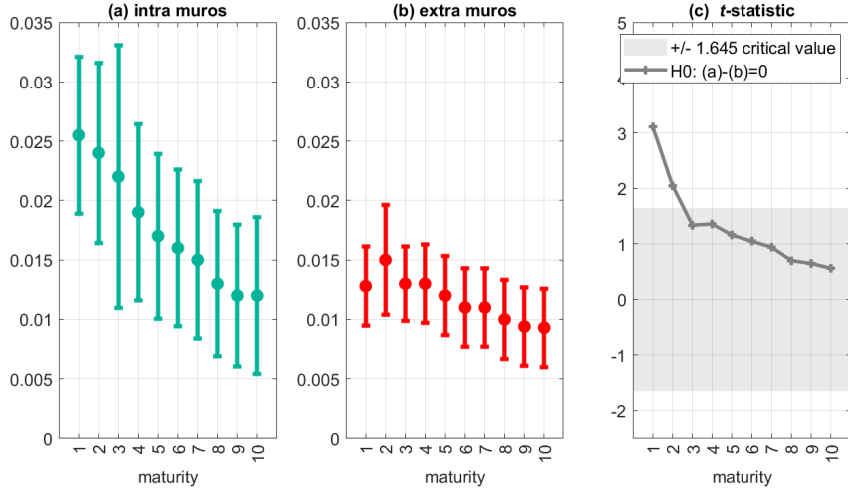 (a) intra muros
0.035
0.03
0.025
0.02
0.015
0.01
0.005
0
1 2 3 4 5 6 7 8 9 10
maturity
(b) extra muros
0.035
0.03
0.025
0.02
0.015
0.01
0.005
0
1 2 3 4 5 6 7 8 9 10
maturity
(c) t-statistic
+/- 1.645 critical value
H0: (a)-(b)=0
5
3
2
1
0
-1
-2
1 2 3 4 5 6 7 8 9 10
maturity